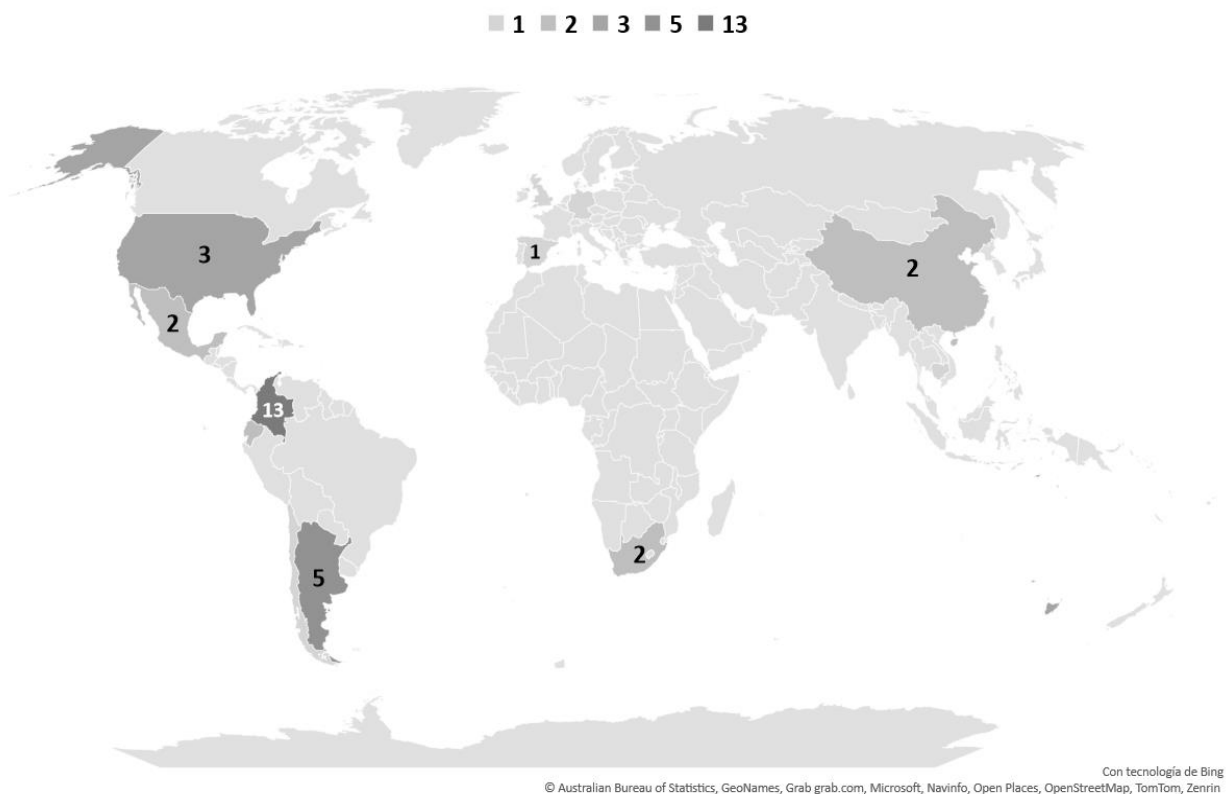 1 2 3 5 13
3
1
2
2
13
2
5
Con tecnología de Bing
© Australian Bureau of Statistics, GeoNames, Grab grab.com, Microsoft, Navinfo, Open Places, OpenStreetMap, TomTom, Zenrin